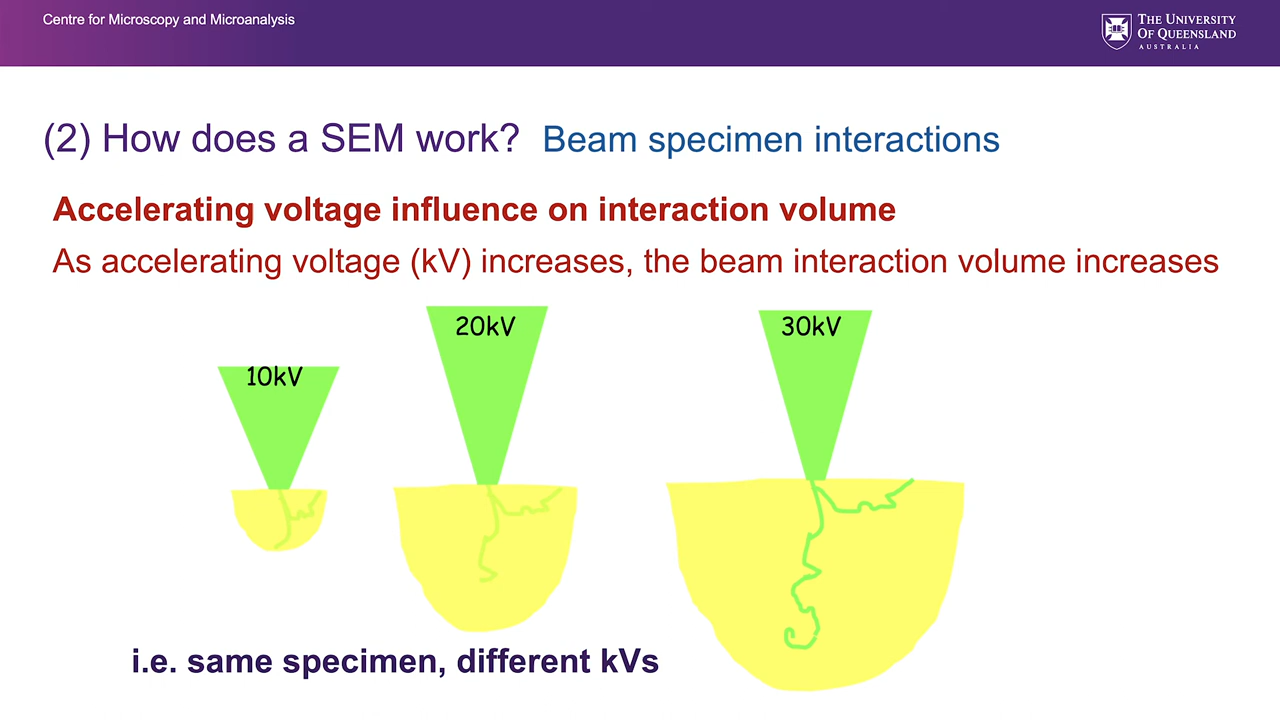 Centre for Microscopy and Microanalysis
THE UNIVERSITY
OF QUEENSLAND
AUSTRALIA
(2) How does a SEM work? Beam specimen interactions
Accelerating voltage influence on interaction volume
As accelerating voltage (kV) increases, the beam interaction volume increases
10kV
20kV
30kV
i.e. same specimen, different kVs